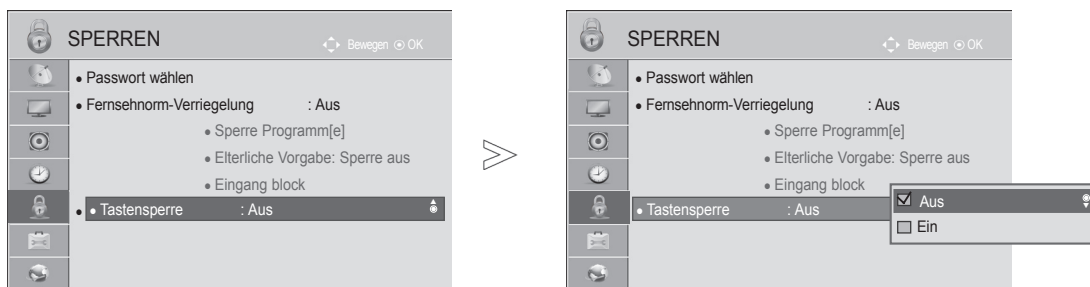 SPERREN
Bewegen OK
• Passwort wählen
• Fernsehnorm-Verriegelung : Aus
• Sperre Programm[e]
• Elterliche Vorgabe: Sperre aus
• Eingang block
• • Tastensperre : Aus
SPERREN
Bewegen OK
• Passwort wählen
• Fernsehnorm-Verriegelung : Aus
• Sperre Programm[e]
• Elterliche Vorgabe: Sperre aus
• Eingang block
• Tastensperre : Aus
Aus
Ein